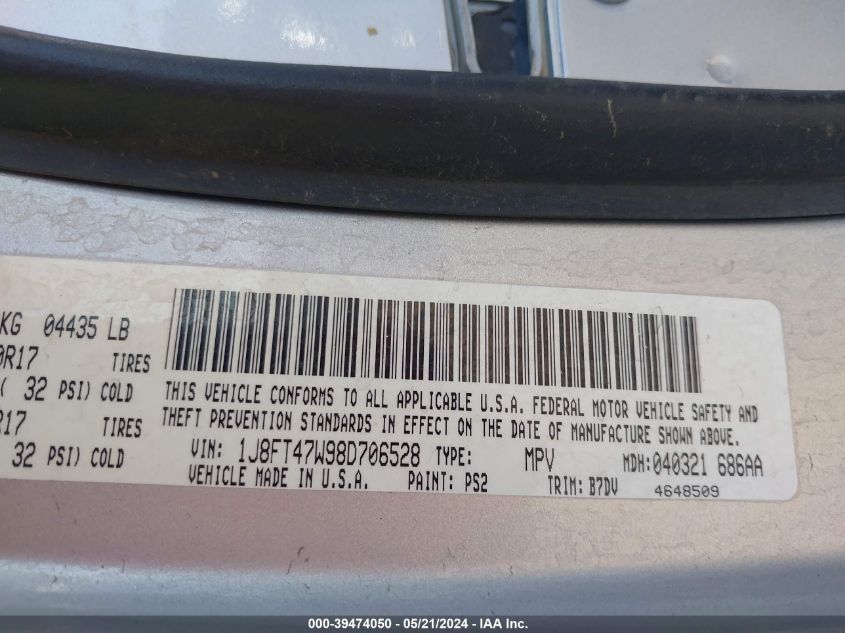 KG 04435 LB
0R17 TIRES
( 32 PSI) COLD
R17 TIRES
32 PSI) COLD
THIS VEHICLE CONFORMS TO ALL APPLICABLE U.S.A. FEDERAL MOTOR VEHICLE SAFETY AND
THEFT PREVENTION STANDARDS IN EFFECT ON THE DATE OF MANUFACTURE SHOWN ABOVE.
VIN: 1J8FT47W98D706528 TYPE: MPV MDH:040321 686AA
VEHICLE MADE IN U.S.A. PAINT: PS2 TRIM: B7DV 4648509
000-39474050 - 05/21/2024 - IAA Inc.